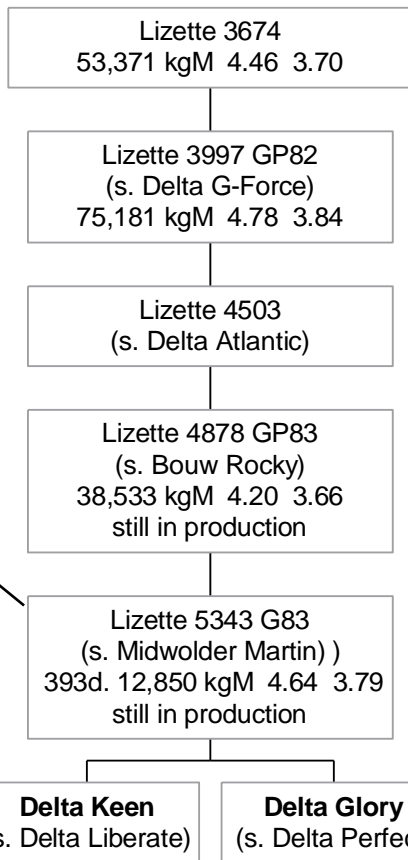 Lizette 3674
53,371 kgM 4.46 3.70
Lizette 3997 GP82
(s. Delta G-Force)
75,181 kgM 4.78 3.84
Lizette 4503
(s. Delta Atlantic)
Lizette 4878 GP83
(s. Bouw Rocky)
38,533 kgM 4.20 3.66
still in production
Lizette 5343 G83
(s. Midwolder Martin) )
393d. 12,850 kgM 4.64 3.79
still in production
Delta Keen Delta Glory
s. Delta Liberate) (s. Delta Perfec